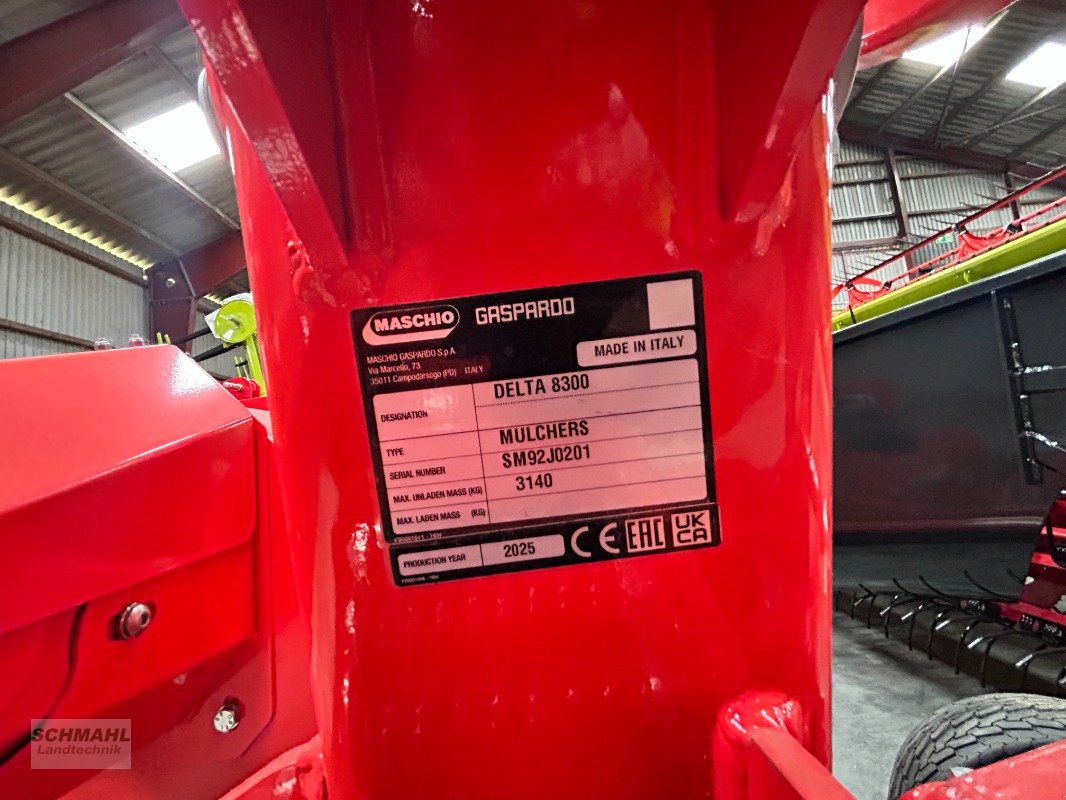 MASCHIO GASPARDO
MASCHIO GASPARDO S.p.A.
Via Marcello, 73
35011 Campodarsego (PD) ITALY
MADE IN ITALY
DESIGNATION DELTA 8300
TYPE MULCHERS
SERIAL NUMBER SM92J0201
MAX. UNLADEN MASS (KG) 3140
MAX. LADEN MASS (KG)
PRODUCTION YEAR 2025 CE EAC UK CA
SCHMAHL
Landtechnik